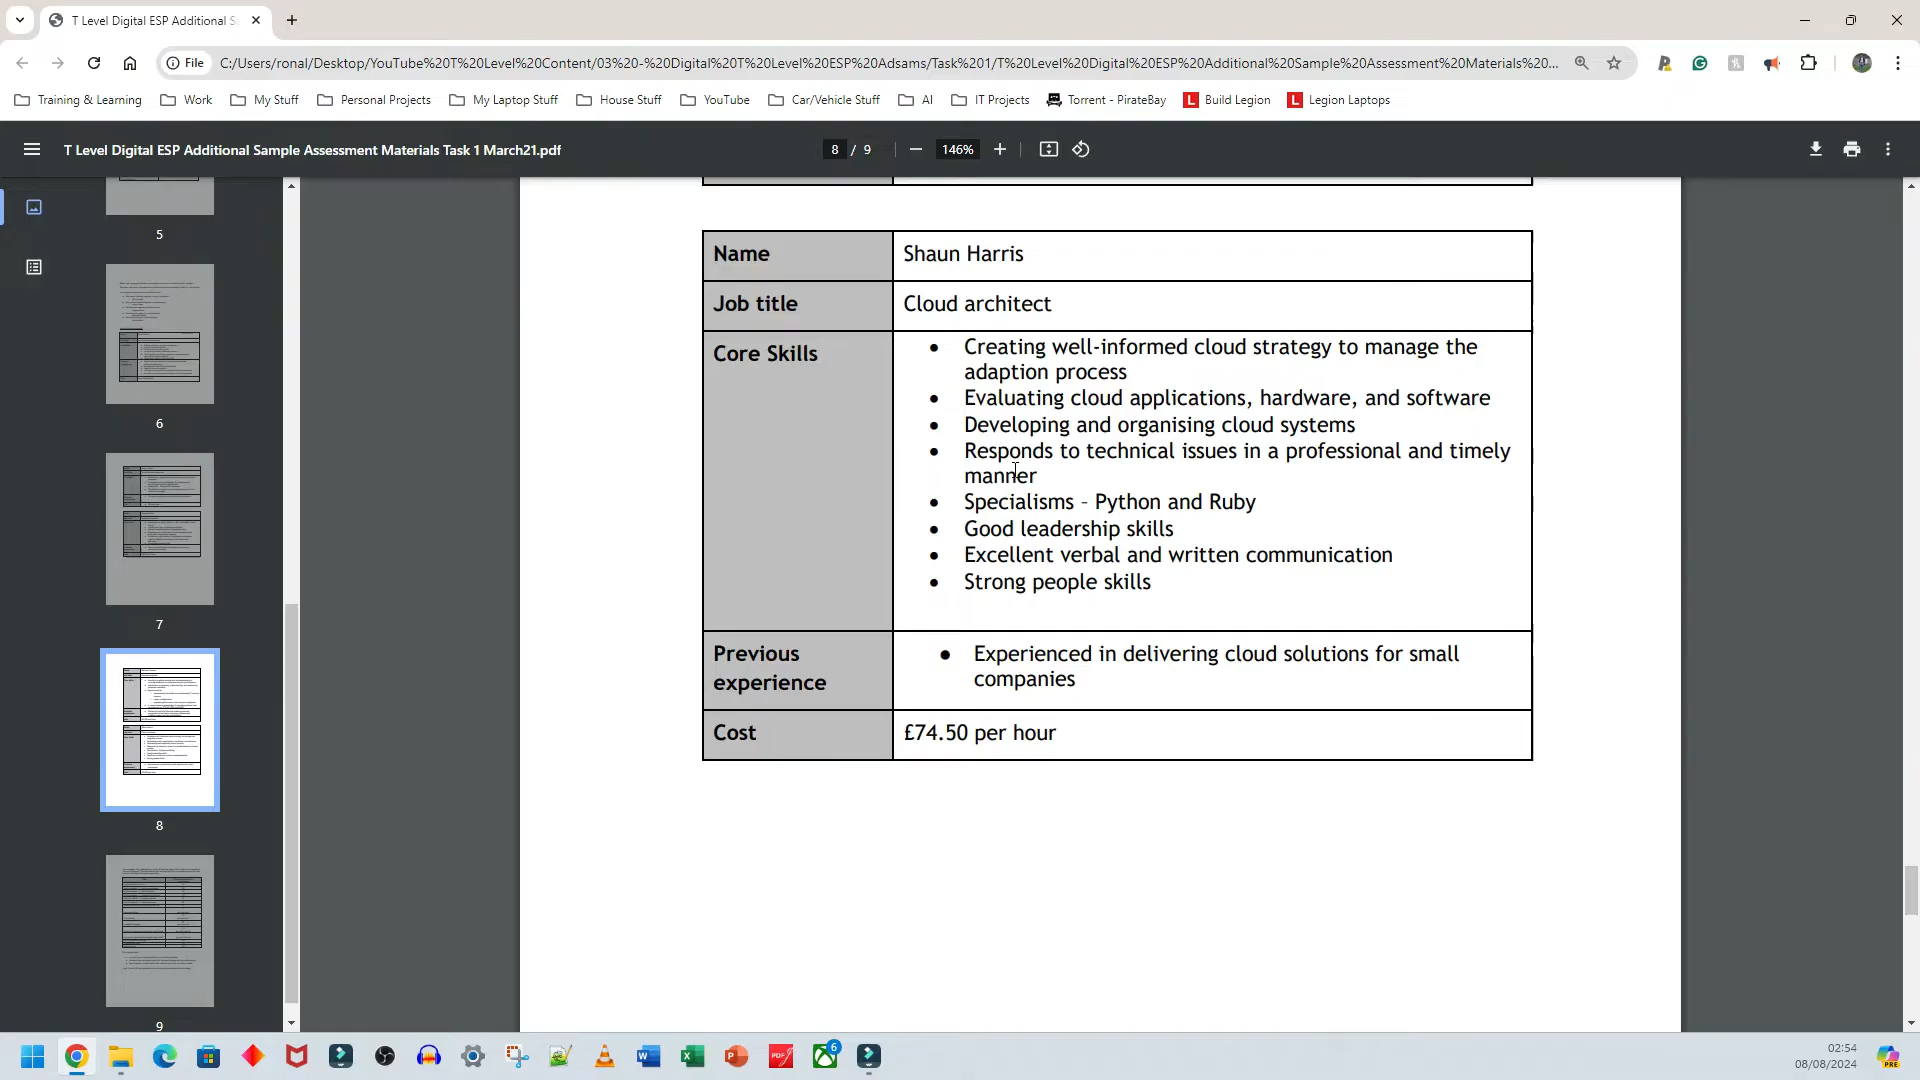 T Level Digital ESP Additional S
File
C:/Users/ronal/Desktop/YouTube%20T%20Level%20Content/03%20-%20Digital%20T%20Level%20ESP%20Adsams/Task%201/T%20Level%20Digital%20ESP%20Additional%20Sample%20Assessment%20Materials%20...
Training & Learning
Work
My Stuff
Personal Projects
My Laptop Stuff
House Stuff
YouTube
Car/Vehicle Stuff
AI
IT Projects
Torrent - PirateBay
L Build Legion
L Legion Laptops
T Level Digital ESP Additional Sample Assessment Materials Task 1 March21.pdf
8 / 9
146%
5
6
7
8
9
Name
Shaun Harris
Job title
Cloud architect
Core Skills
• Creating well-informed cloud strategy to manage the
adaption process
• Evaluating cloud applications, hardware, and software
• Developing and organising cloud systems
• Responds to technical issues in a professional and timely
manner
• Specialisms – Python and Ruby
• Good leadership skills
• Excellent verbal and written communication
• Strong people skills
Previous
experience
• Experienced in delivering cloud solutions for small
companies
Cost
£74.50 per hour
6
02:54
08/08/2024
PRE